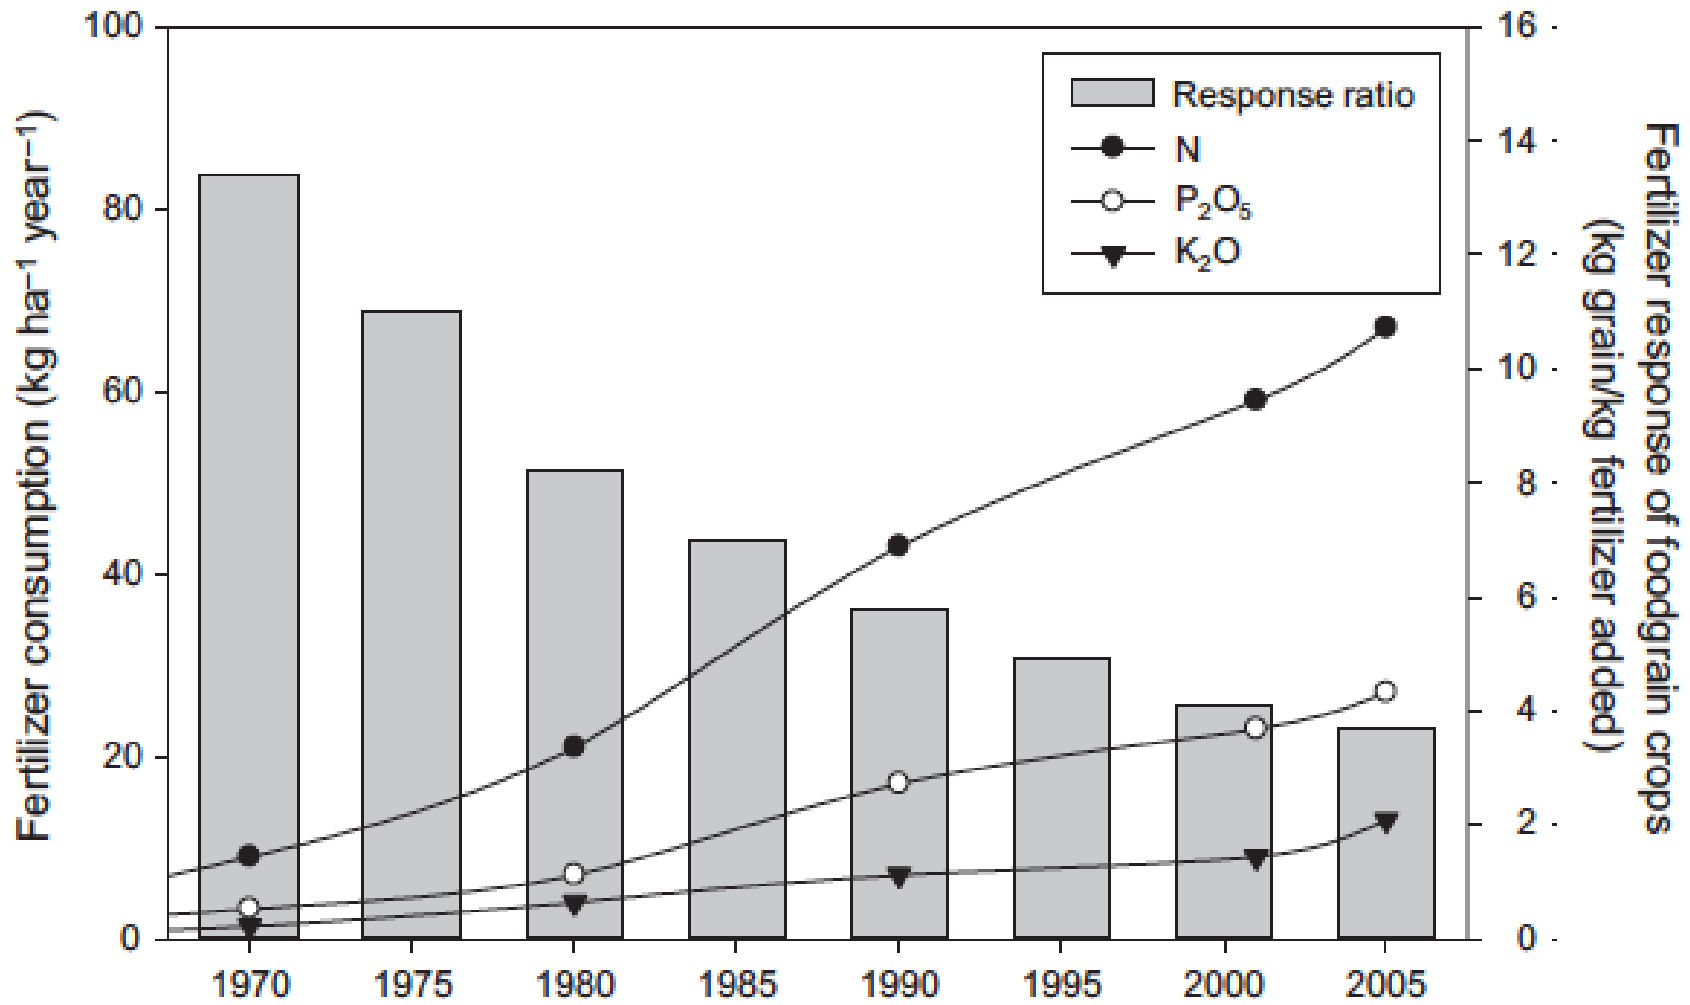 Fertilizer consumption (kg ha⁻¹ year⁻¹)
100
80
60
40
20
0
Response ratio
N
P₂O₅
K₂O
16
14
12
10
8
6
4
2
0
Fertilizer response of foodgrain crops
(kg grain/kg fertilizer added)
1970 1975 1980 1985 1990 1995 2000 2005